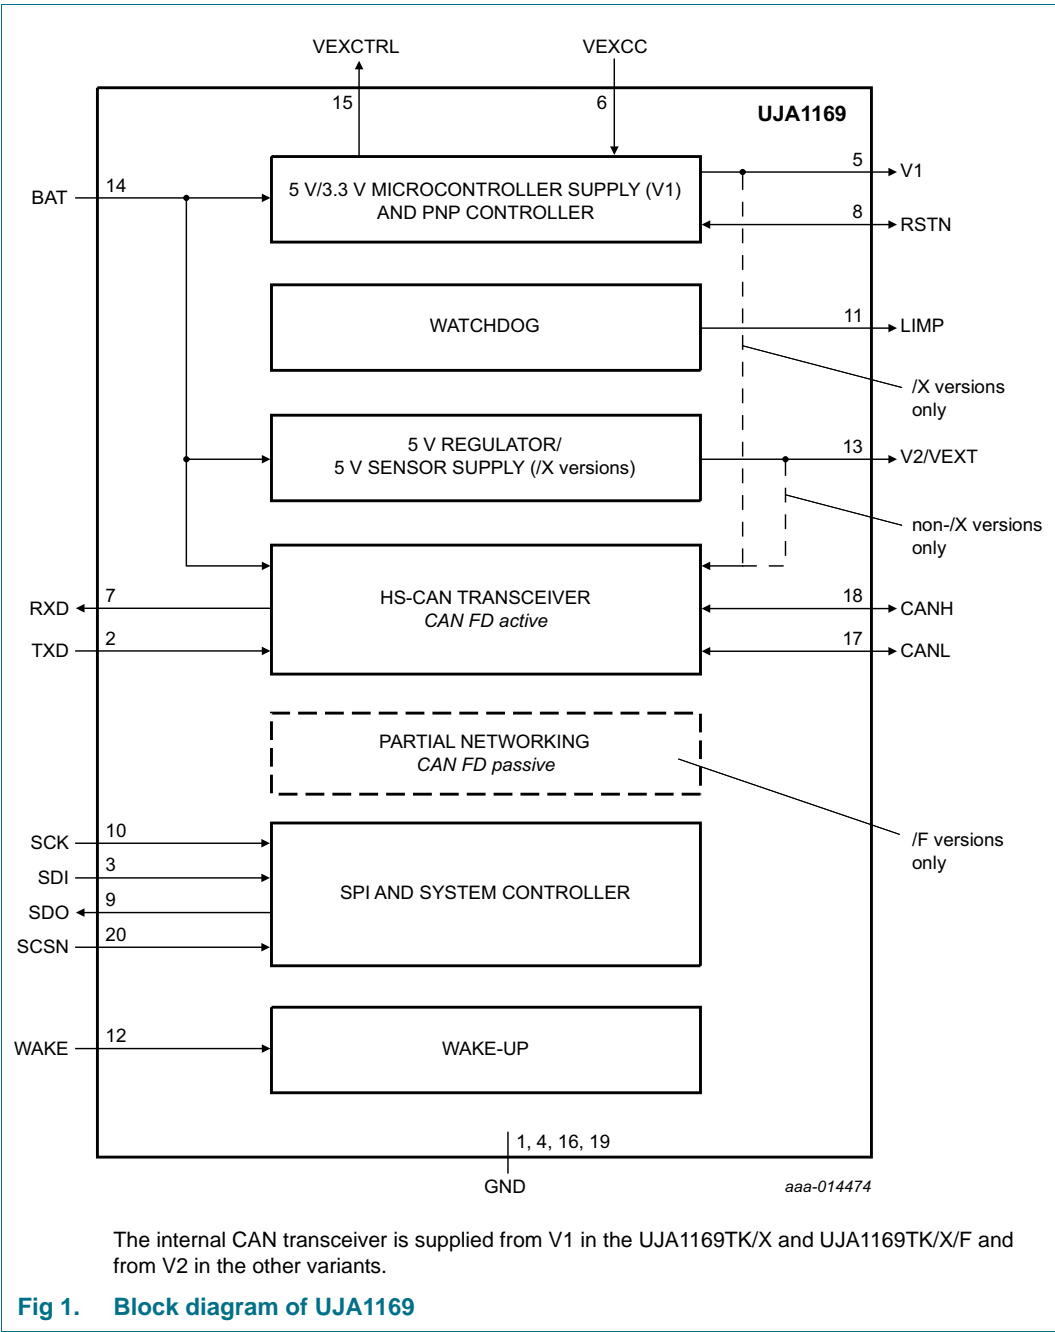 VEXCTRL
VEXCC
15
6
UJA1169
BAT
14
5 V/3.3 V MICROCONTROLLER SUPPLY (V1)
AND PNP CONTROLLER
5
V1
8
RSTN
WATCHDOG
11
LIMP
/X versions
only
5 V REGULATOR/
5 V SENSOR SUPPLY (/X versions)
13
V2/VEXT
non-/X versions
only
RXD
7
HS-CAN TRANSCEIVER
CAN FD active
18
CANH
TXD
2
17
CANL
PARTIAL NETWORKING
CAN FD passive
/F versions
only
SCK
10
SDI
3
SPI AND SYSTEM CONTROLLER
SDO
9
SCSN
20
WAKE
12
WAKE-UP
1, 4, 16, 19
GND
aaa-014474
The internal CAN transceiver is supplied from V1 in the UJA1169TK/X and UJA1169TK/X/F and
from V2 in the other variants.
Fig 1. Block diagram of UJA1169